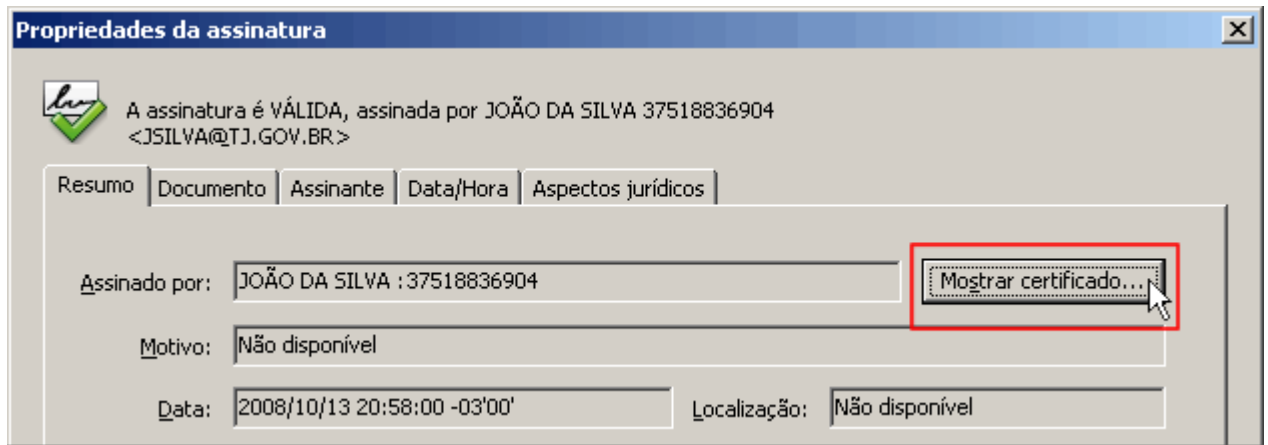 Propriedades da assinatura
A assinatura é VÁLIDA, assinada por JOÃO DA SILVA 37518836904
<JSILVA@TJ.GOV.BR>
Resumo Documento Assinante Data/Hora Aspectos jurídicos
Assinado por: JOÃO DA SILVA :37518836904 Mostrar certificado...
Motivo: Não disponível
Data: 2008/10/13 20:58:00 -03'00' Localização: Não disponível